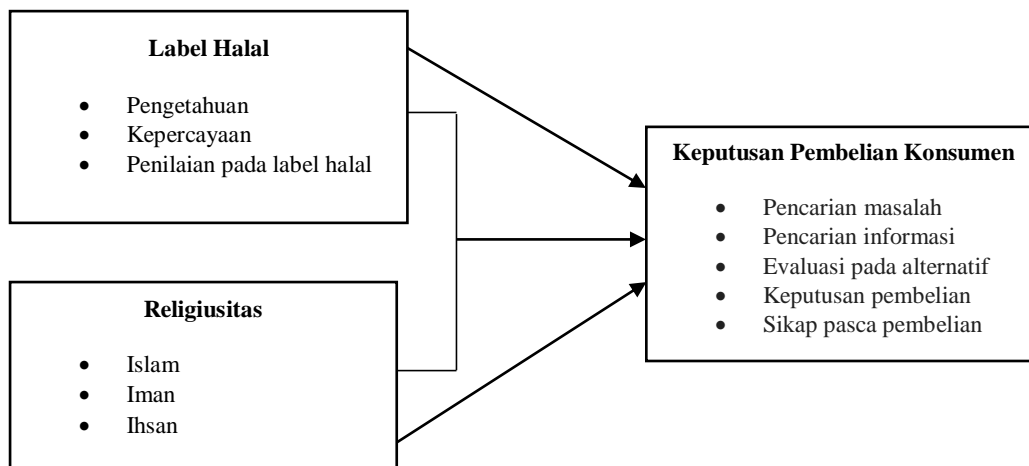 Label Halal
• Pengetahuan
• Kepercayaan
• Penilaian pada label halal
Religiusitas
• Islam
• Iman
• Ihsan
Keputusan Pembelian Konsumen
• Pencarian masalah
• Pencarian informasi
• Evaluasi pada alternatif
• Keputusan pembelian
• Sikap pasca pembelian